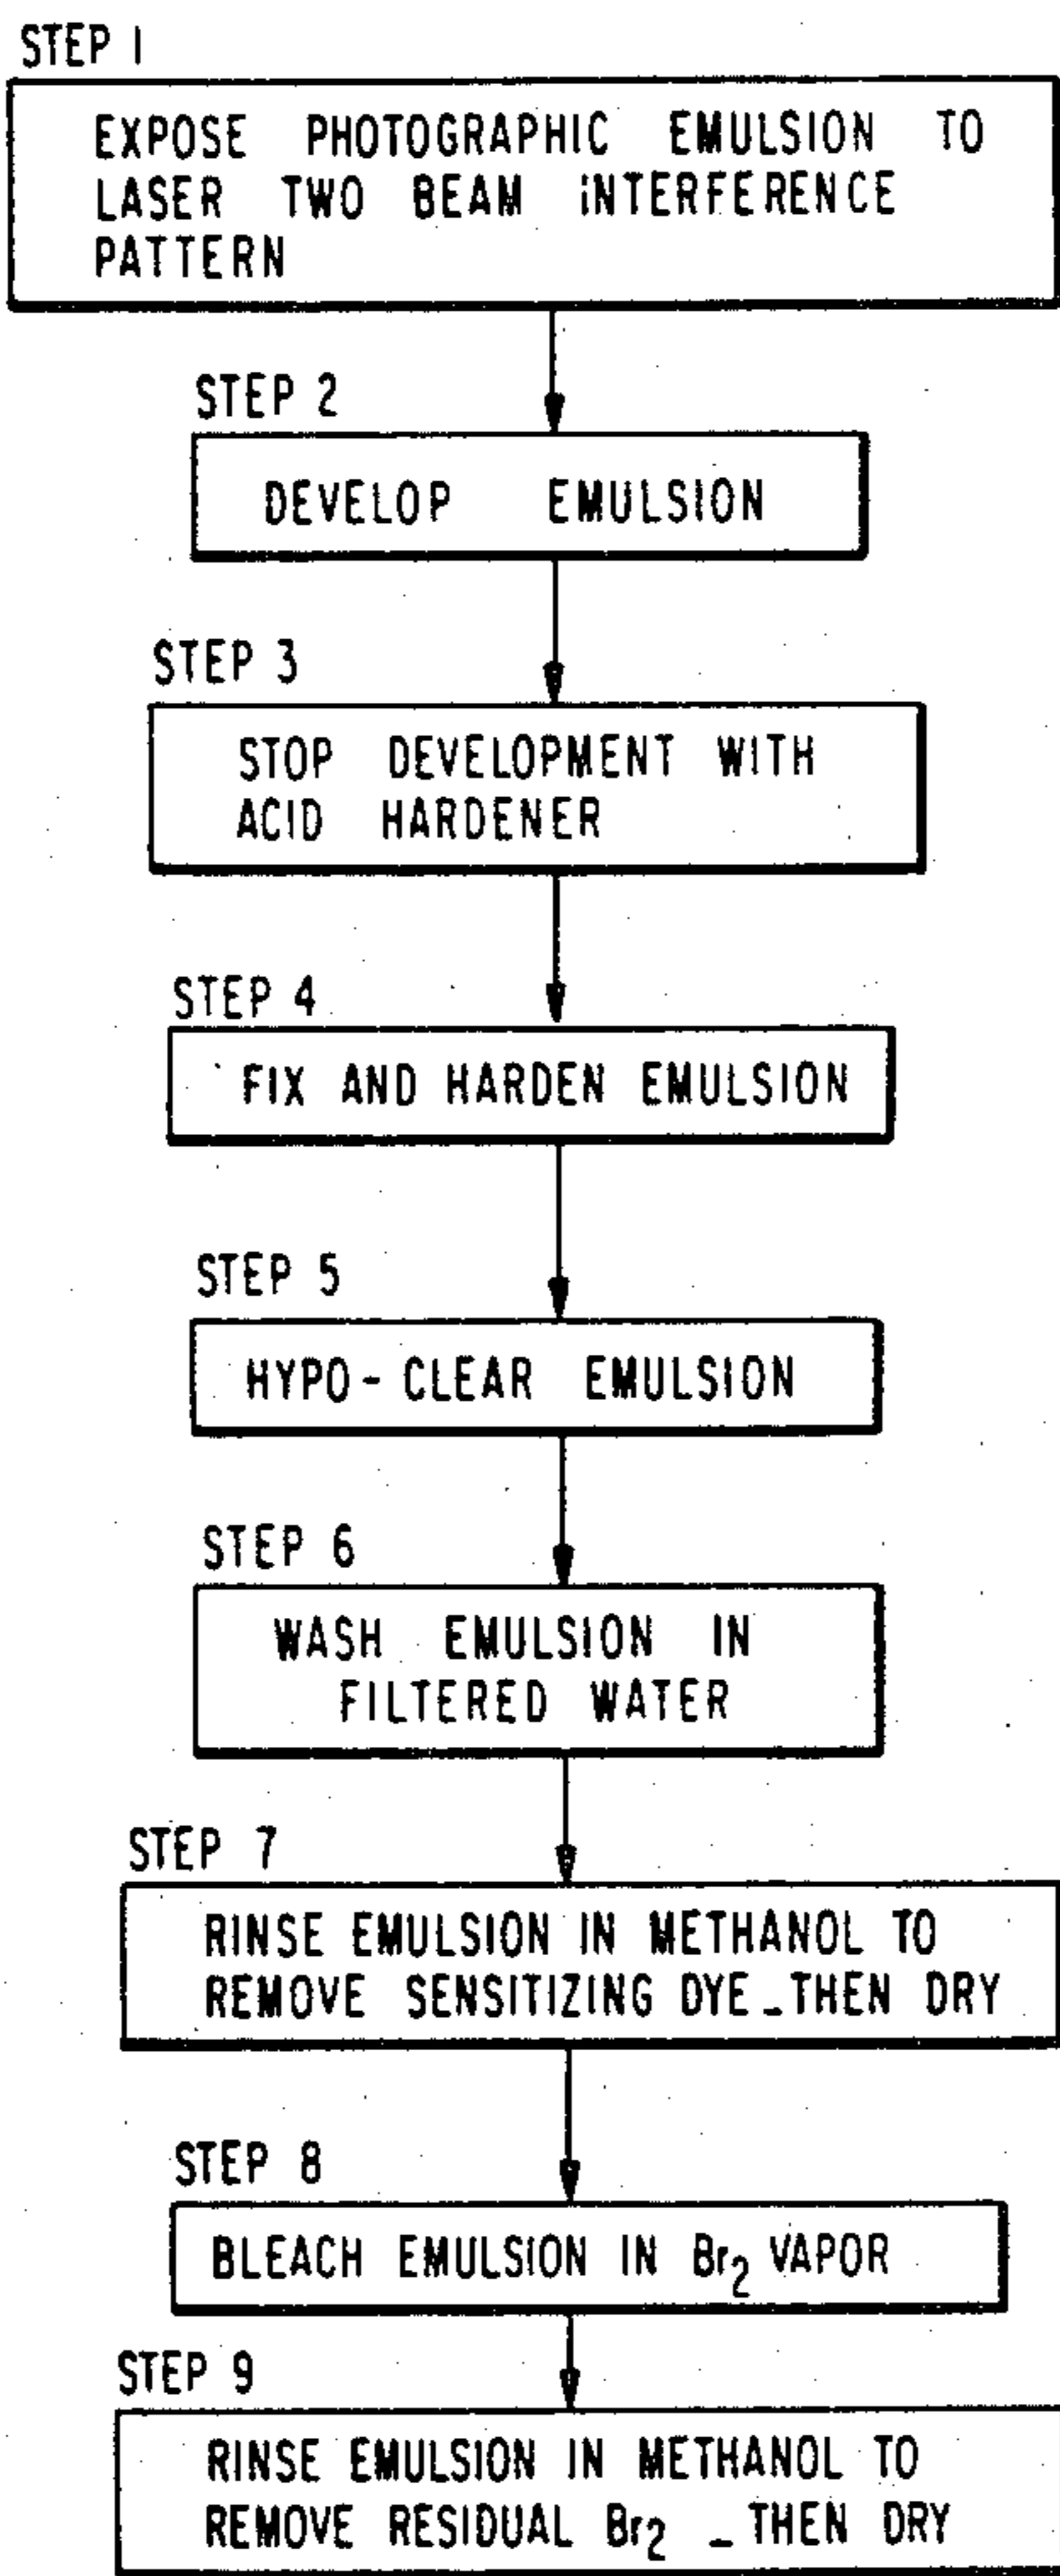 STEP 1
EXPOSE PHOTOGRAPHIC EMULSION TO
LASER TWO BEAM INTERFERENCE
PATTERN
STEP 2
DEVELOP EMULSION
STEP 3
STOP DEVELOPMENT WITH
ACID HARDENER
STEP 4
FIX AND HARDEN EMULSION
STEP 5
HYPO-CLEAR EMULSION
STEP 6
WASH EMULSION IN
FILTERED WATER
STEP 7
RINSE EMULSION IN METHANOL TO
REMOVE SENSITIZING DYE - THEN DRY
STEP 8
BLEACH EMULSION IN Br₂ VAPOR
STEP 9
RINSE EMULSION IN METHANOL TO
REMOVE RESIDUAL Br₂ - THEN DRY